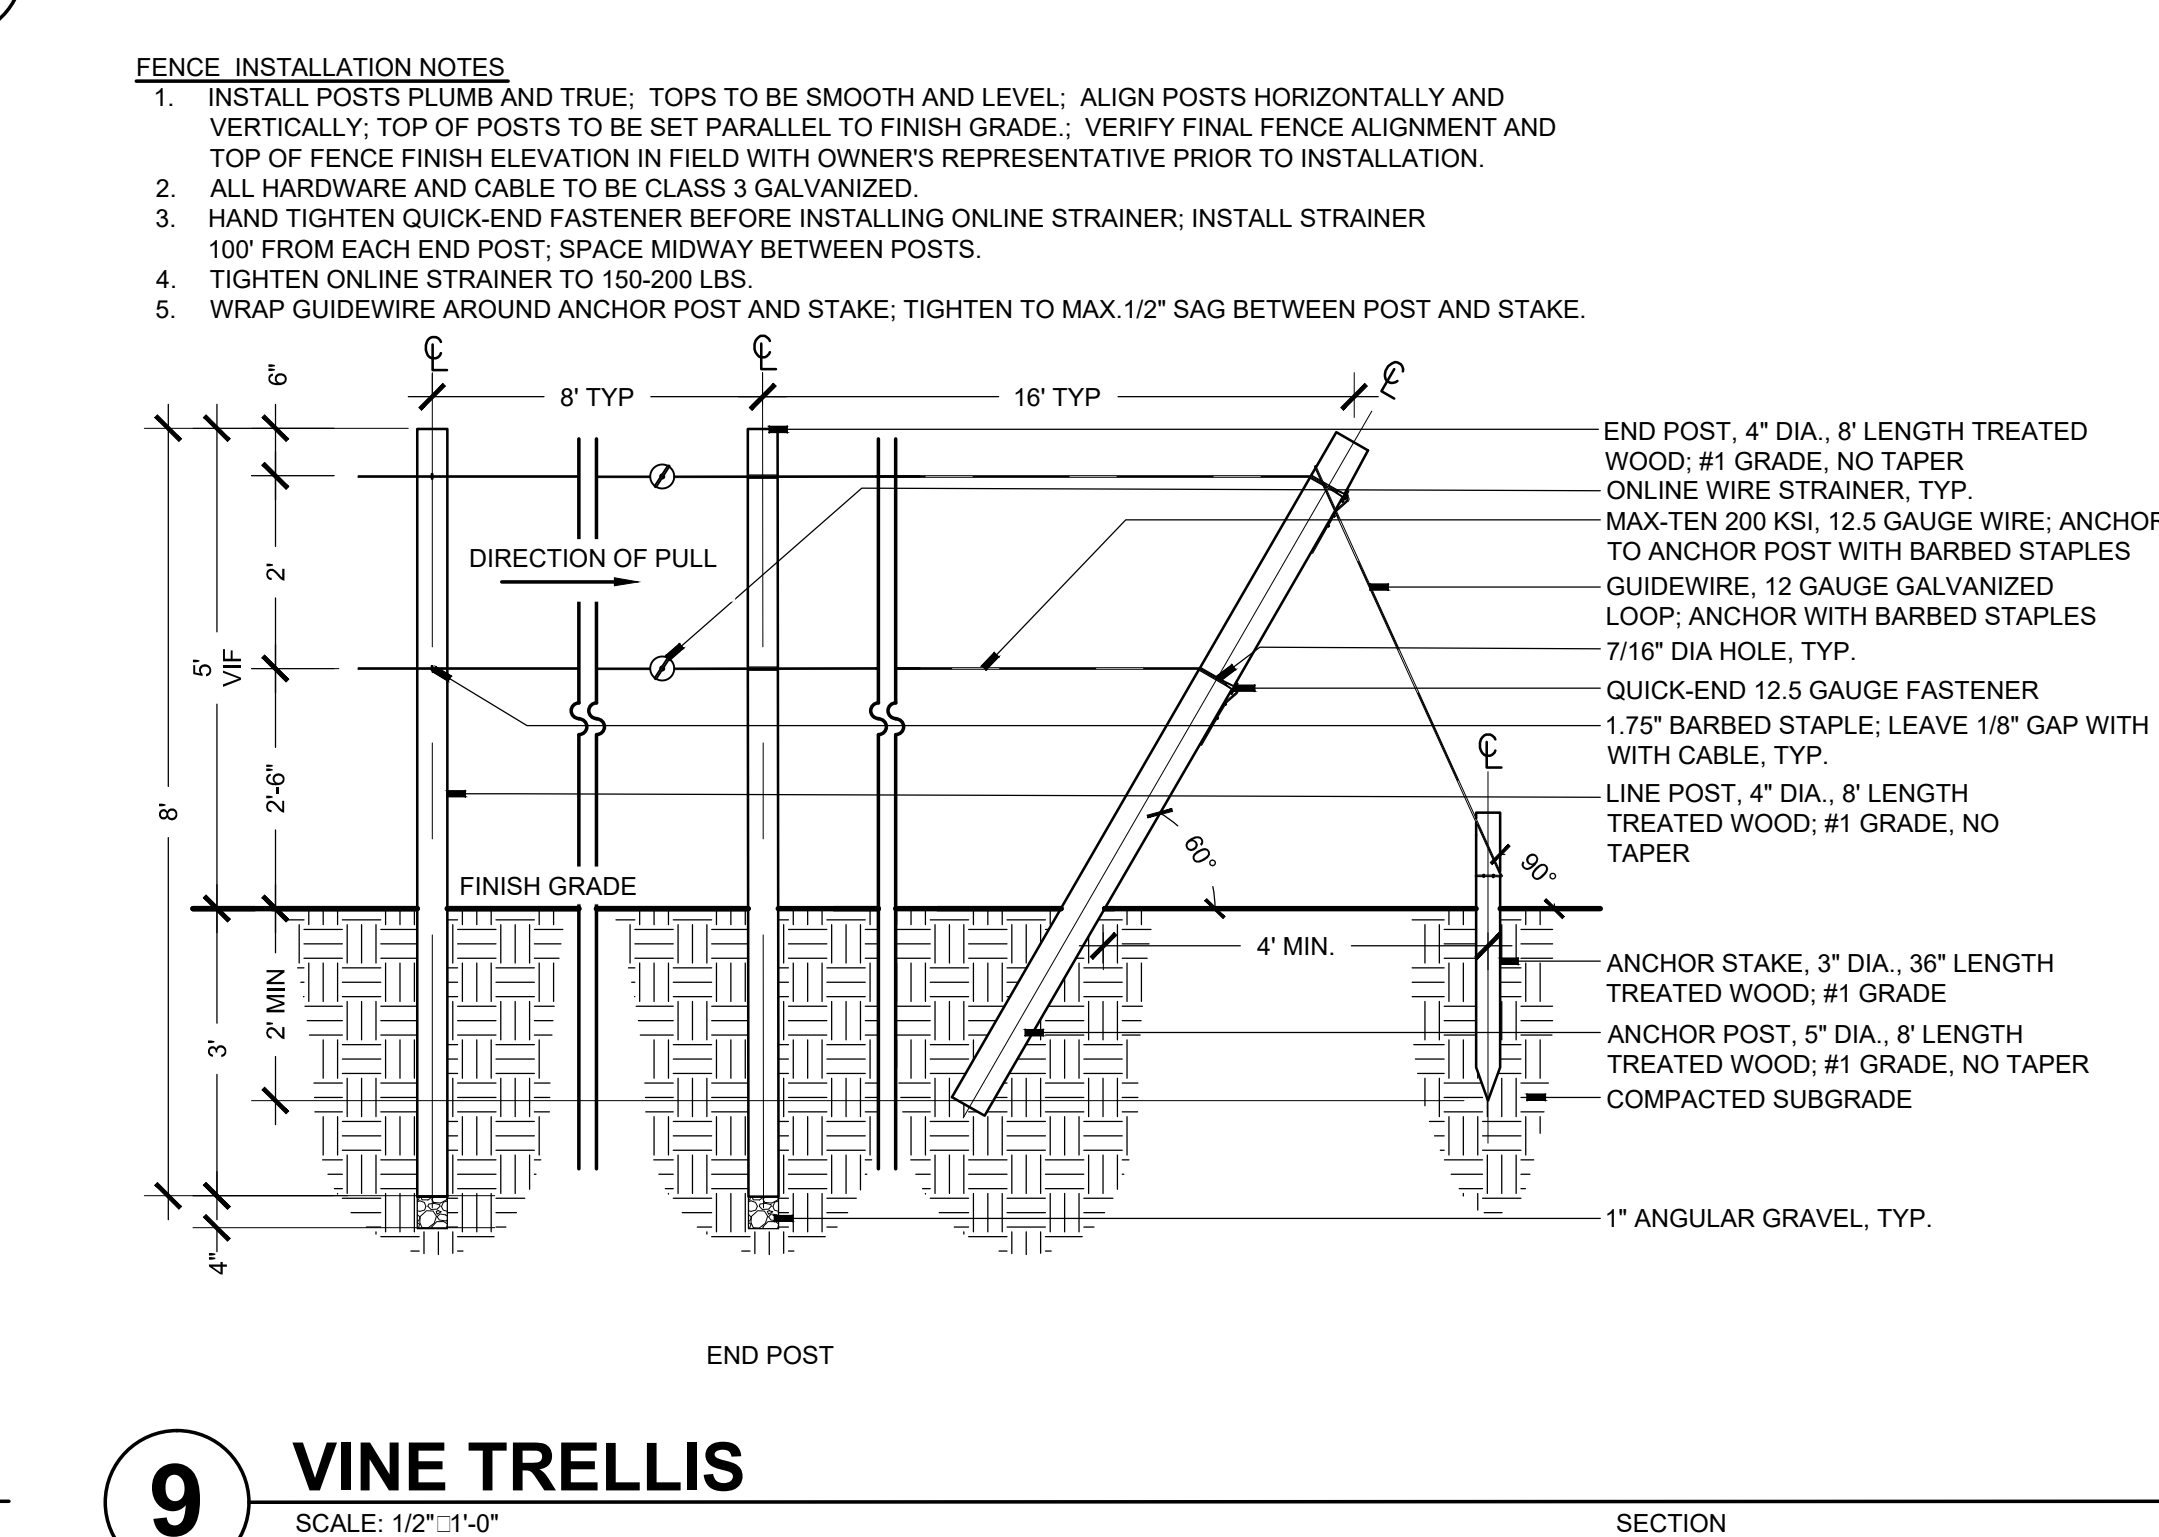 FENCE INSTALLATION NOTES
1. INSTALL POSTS PLUMB AND TRUE; TOPS TO BE SMOOTH AND LEVEL; ALIGN POSTS HORIZONTALLY AND
VERTICALLY; TOP OF POSTS TO BE SET PARALLEL TO FINISH GRADE.; VERIFY FINAL FENCE ALIGNMENT AND
TOP OF FENCE FINISH ELEVATION IN FIELD WITH OWNER'S REPRESENTATIVE PRIOR TO INSTALLATION.
2. ALL HARDWARE AND CABLE TO BE CLASS 3 GALVANIZED.
3. HAND TIGHTEN QUICK-END FASTENER BEFORE INSTALLING ONLINE STRAINER; INSTALL STRAINER
100' FROM EACH END POST; SPACE MIDWAY BETWEEN POSTS.
4. TIGHTEN ONLINE STRAINER TO 150-200 LBS.
5. WRAP GUIDEWIRE AROUND ANCHOR POST AND STAKE; TIGHTEN TO MAX.1/2" SAG BETWEEN POST AND STAKE.
℄
℄
℄
6"
8' TYP
16' TYP
END POST, 4" DIA., 8' LENGTH TREATED
WOOD; #1 GRADE, NO TAPER
ONLINE WIRE STRAINER, TYP.
MAX-TEN 200 KSI, 12.5 GAUGE WIRE; ANCHOR
TO ANCHOR POST WITH BARBED STAPLES
DIRECTION OF PULL
2'
GUIDEWIRE, 12 GAUGE GALVANIZED
LOOP; ANCHOR WITH BARBED STAPLES
7/16" DIA HOLE, TYP.
5'
VIF
QUICK-END 12.5 GAUGE FASTENER
1.75" BARBED STAPLE; LEAVE 1/8" GAP WITH
WITH CABLE, TYP.
℄
2'-6"
8'
LINE POST, 4" DIA., 8' LENGTH
TREATED WOOD; #1 GRADE, NO
TAPER
60°
90°
FINISH GRADE
4' MIN.
2' MIN
3'
ANCHOR STAKE, 3" DIA., 36" LENGTH
TREATED WOOD; #1 GRADE
ANCHOR POST, 5" DIA., 8' LENGTH
TREATED WOOD; #1 GRADE, NO TAPER
COMPACTED SUBGRADE
1" ANGULAR GRAVEL, TYP.
4"
END POST
9
VINE TRELLIS
SCALE: 1/2"□1'-0"
SECTION